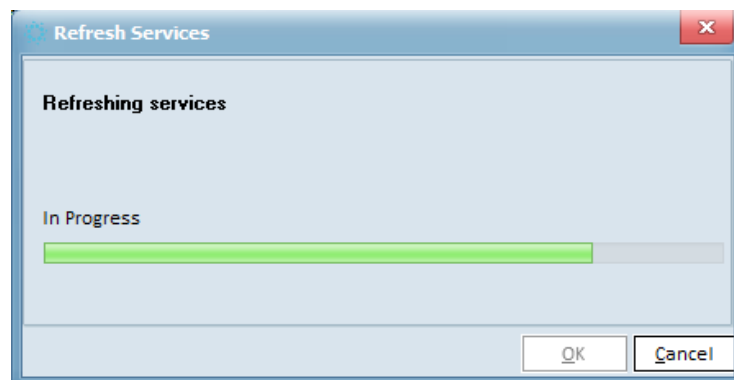 Refresh Services
Refreshing services
In Progress
OK
Cancel